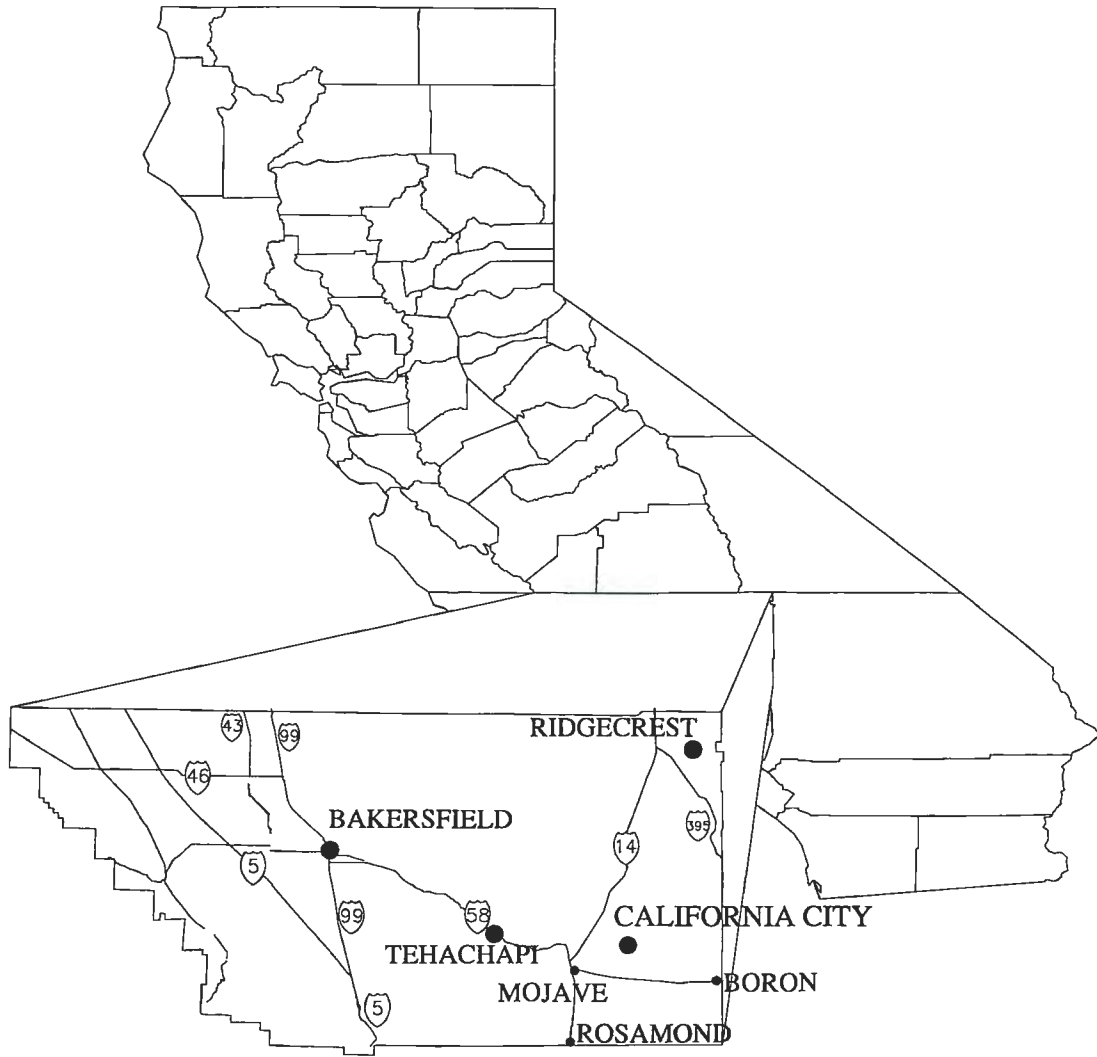 RIDGECREST
43
99
46
BAKERSFIELD
395
14
5
99
58
CALIFORNIA CITY
TEHACHAPI
MOJAVE
BORON
5
ROSAMOND